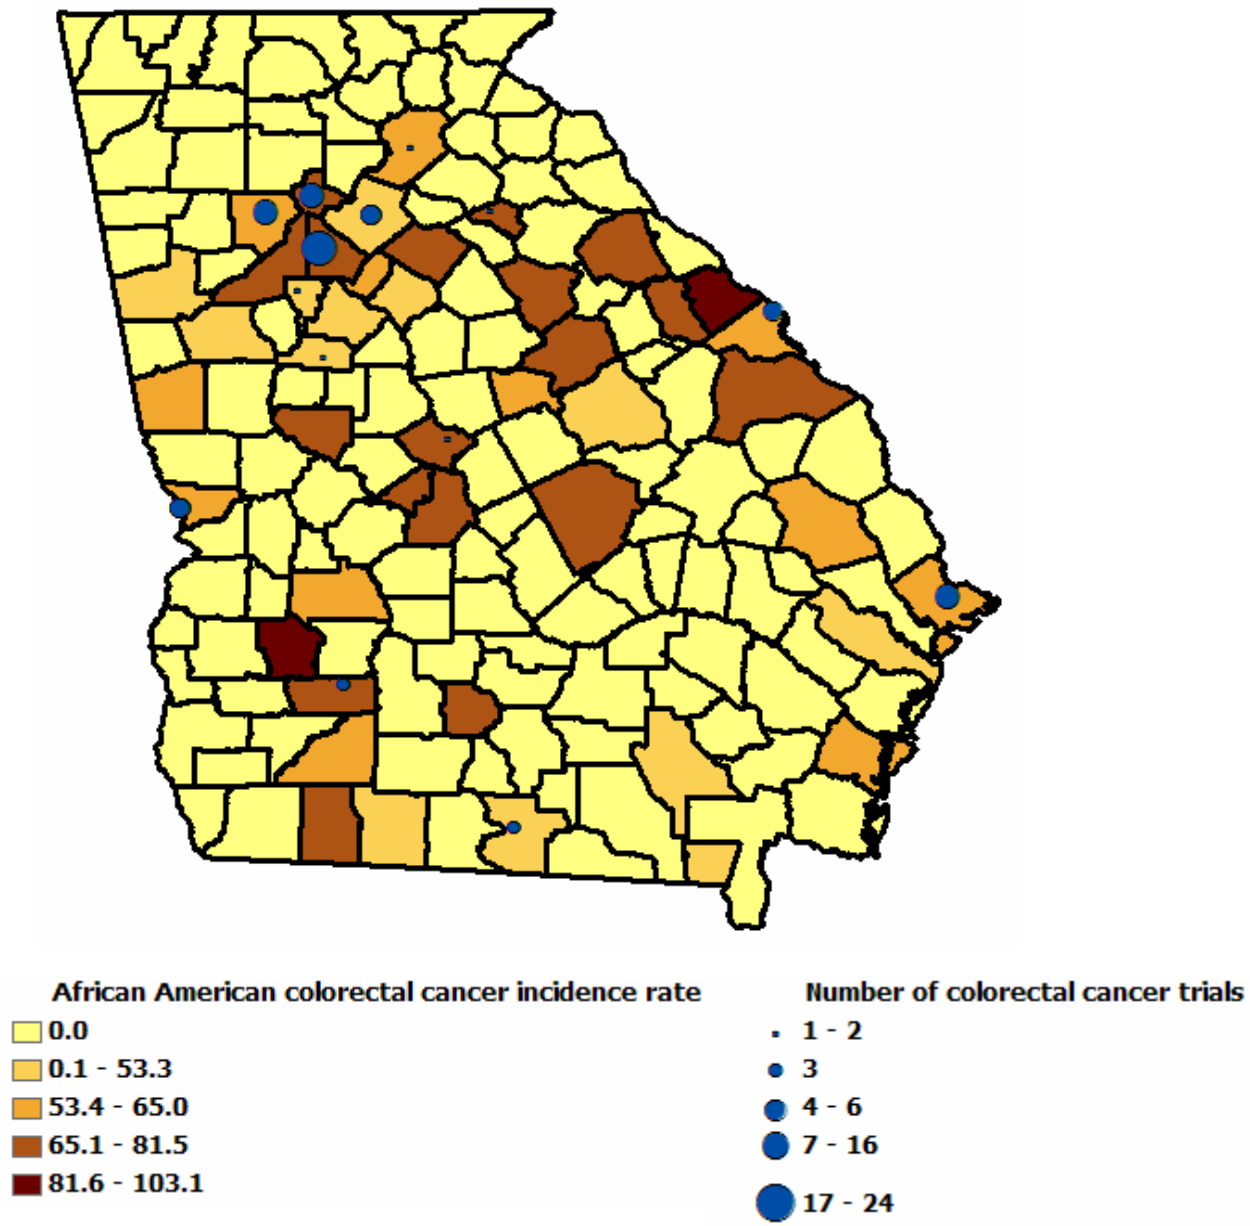 African American colorectal cancer incidence rate
0.0
0.1 - 53.3
53.4 - 65.0
65.1 - 81.5
81.6 - 103.1
Number of colorectal cancer trials
1 - 2
3
4 - 6
7 - 16
17 - 24